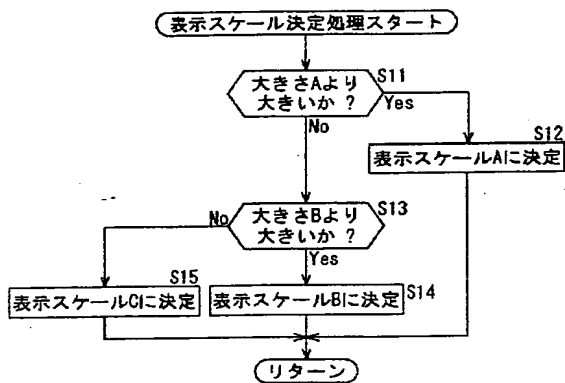 表示スケール決定処理スタート
大きさAより
大きいか ?
S11
Yes
No
S12
表示スケールAに決定
大きさBより
大きいか ?
S13
No
Yes
S15
表示スケールCに決定
表示スケールBに決定
S14
リターン